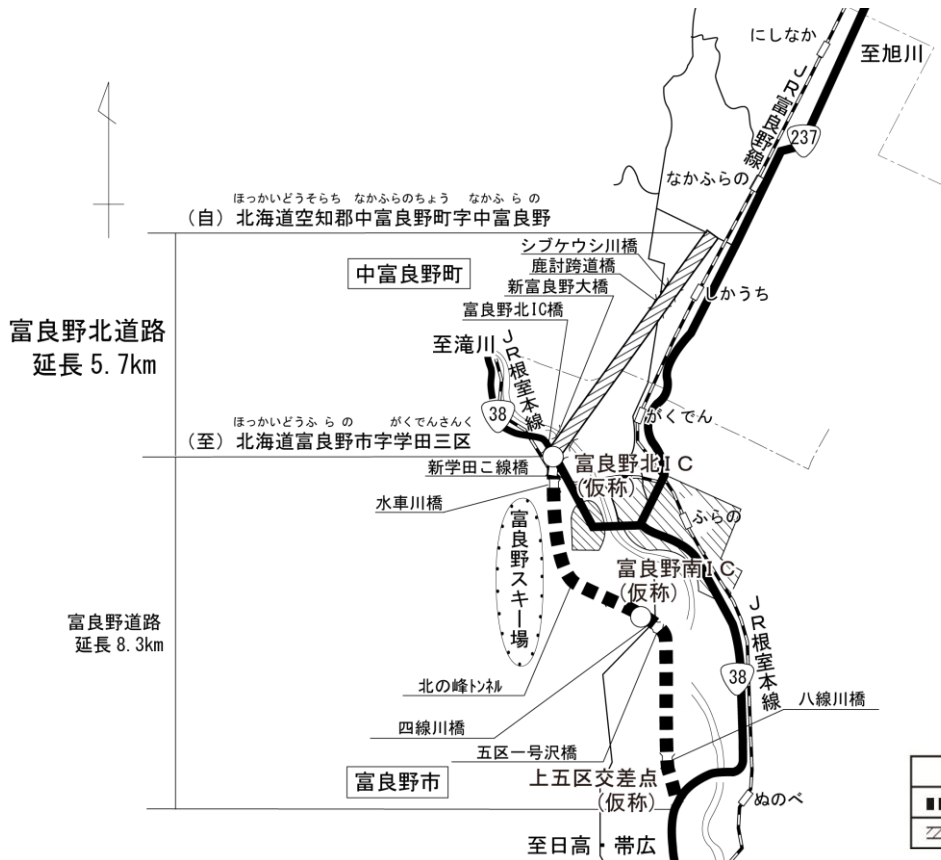 にしなか
至旭川
JR富良野線
237
なかふらの
ほっかいどうそらち なかふらのちょう なかふらの
(自)北海道空知郡中富良野町字中富良野
シブケウシ川橋
鹿討跨道橋
新富良野大橋
富良野北IC橋
中富良野町
しかうち
富良野北道路
延長 5.7km
至滝川
JR根室本線
38
がくでん
ほっかいどうふらの がくでんさんく
(至)北海道富良野市字学田三区
新学田こ線橋
富良野北IC
(仮称)
水車川橋
ふらの
富良野スキー場
富良野南IC
(仮称)
富良野道路
延長 8.3km
JR根室本線
38
北の峰トンネル
八線川橋
四線川橋
五区一号沢橋
上五区交差点
(仮称)
富良野市
ぬのべ
至日高・帯広